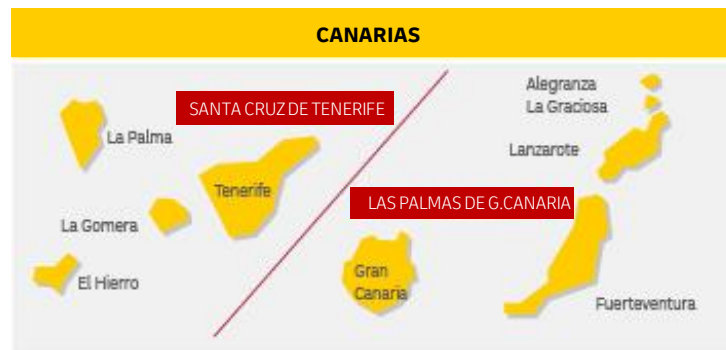 CANARIAS
SANTA CRUZ DE TENERIFE
La Palma
Tenerife
La Gomera
El Hierro
Alegranza
La Graciosa
Lanzarote
LAS PALMAS DE G.CANARIA
Gran
Canaria
Fuerteventura